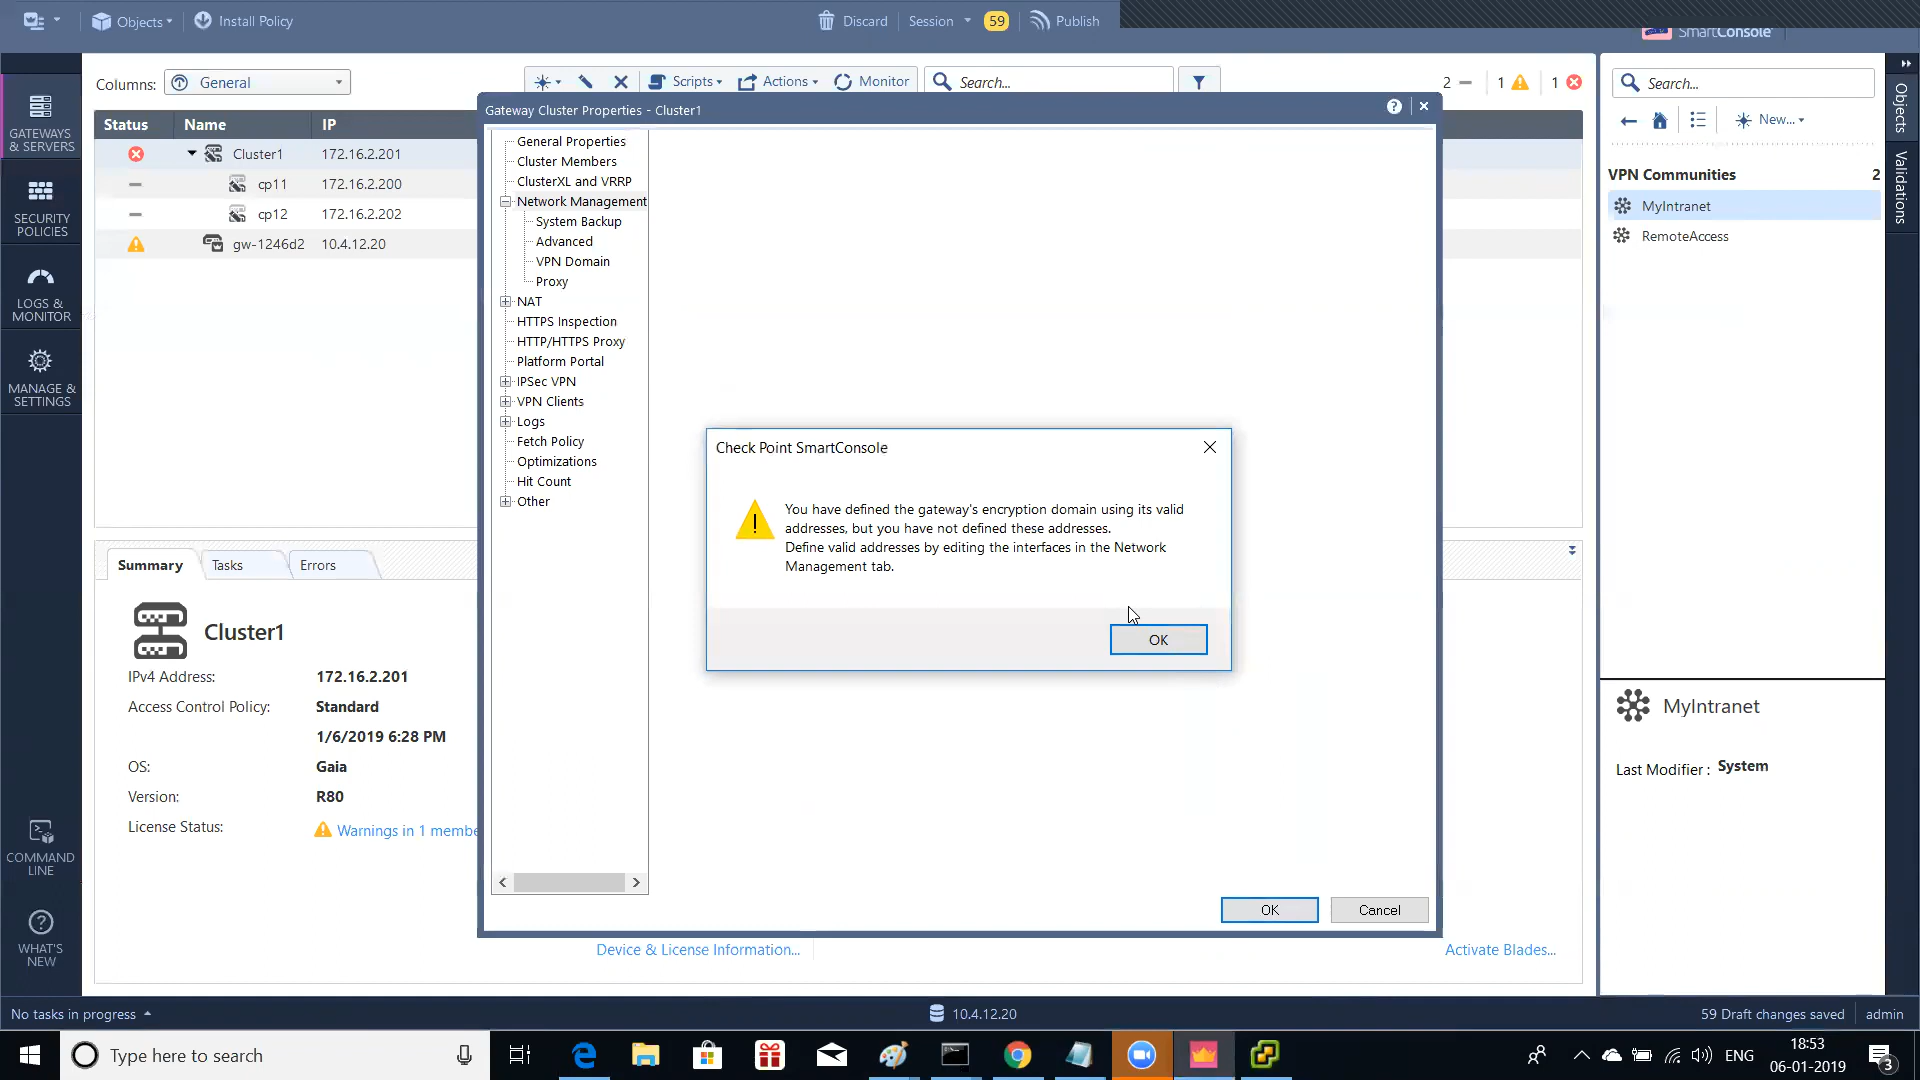 Objects
Install Policy
Discard
Session
59
Publish
SmartConsole
GATEWAYS
& SERVERS
SECURITY
POLICIES
LOGS &
MONITOR
MANAGE &
SETTINGS
COMMAND
LINE
WHAT'S
NEW
Columns:
General
Scripts
Actions
Monitor
Search...
2
1
1
Status
Name
IP
Cluster1
172.16.2.201
cp11
172.16.2.200
cp12
172.16.2.202
gw-1246d2
10.4.12.20
Gateway Cluster Properties - Cluster1
General Properties
Cluster Members
ClusterXL and VRRP
Network Management
System Backup
Advanced
VPN Domain
Proxy
NAT
HTTPS Inspection
HTTP/HTTPS Proxy
Platform Portal
IPSec VPN
VPN Clients
Logs
Fetch Policy
Optimizations
Hit Count
Other
Check Point SmartConsole
You have defined the gateway's encryption domain using its valid
addresses, but you have not defined these addresses.
Define valid addresses by editing the interfaces in the Network
Management tab.
OK
OK
Cancel
Summary
Tasks
Errors
Cluster1
IPv4 Address:
172.16.2.201
Access Control Policy:
Standard
1/6/2019 6:28 PM
OS:
Gaia
Version:
R80
License Status:
Warnings in 1 membe
Device & License Information...
Activate Blades...
Search...
New...
VPN Communities
2
MyIntranet
RemoteAccess
MyIntranet
Last Modifier :
System
Objects
Validations
No tasks in progress
10.4.12.20
59 Draft changes saved
admin
Type here to search
ENG
18:53
06-01-2019
3